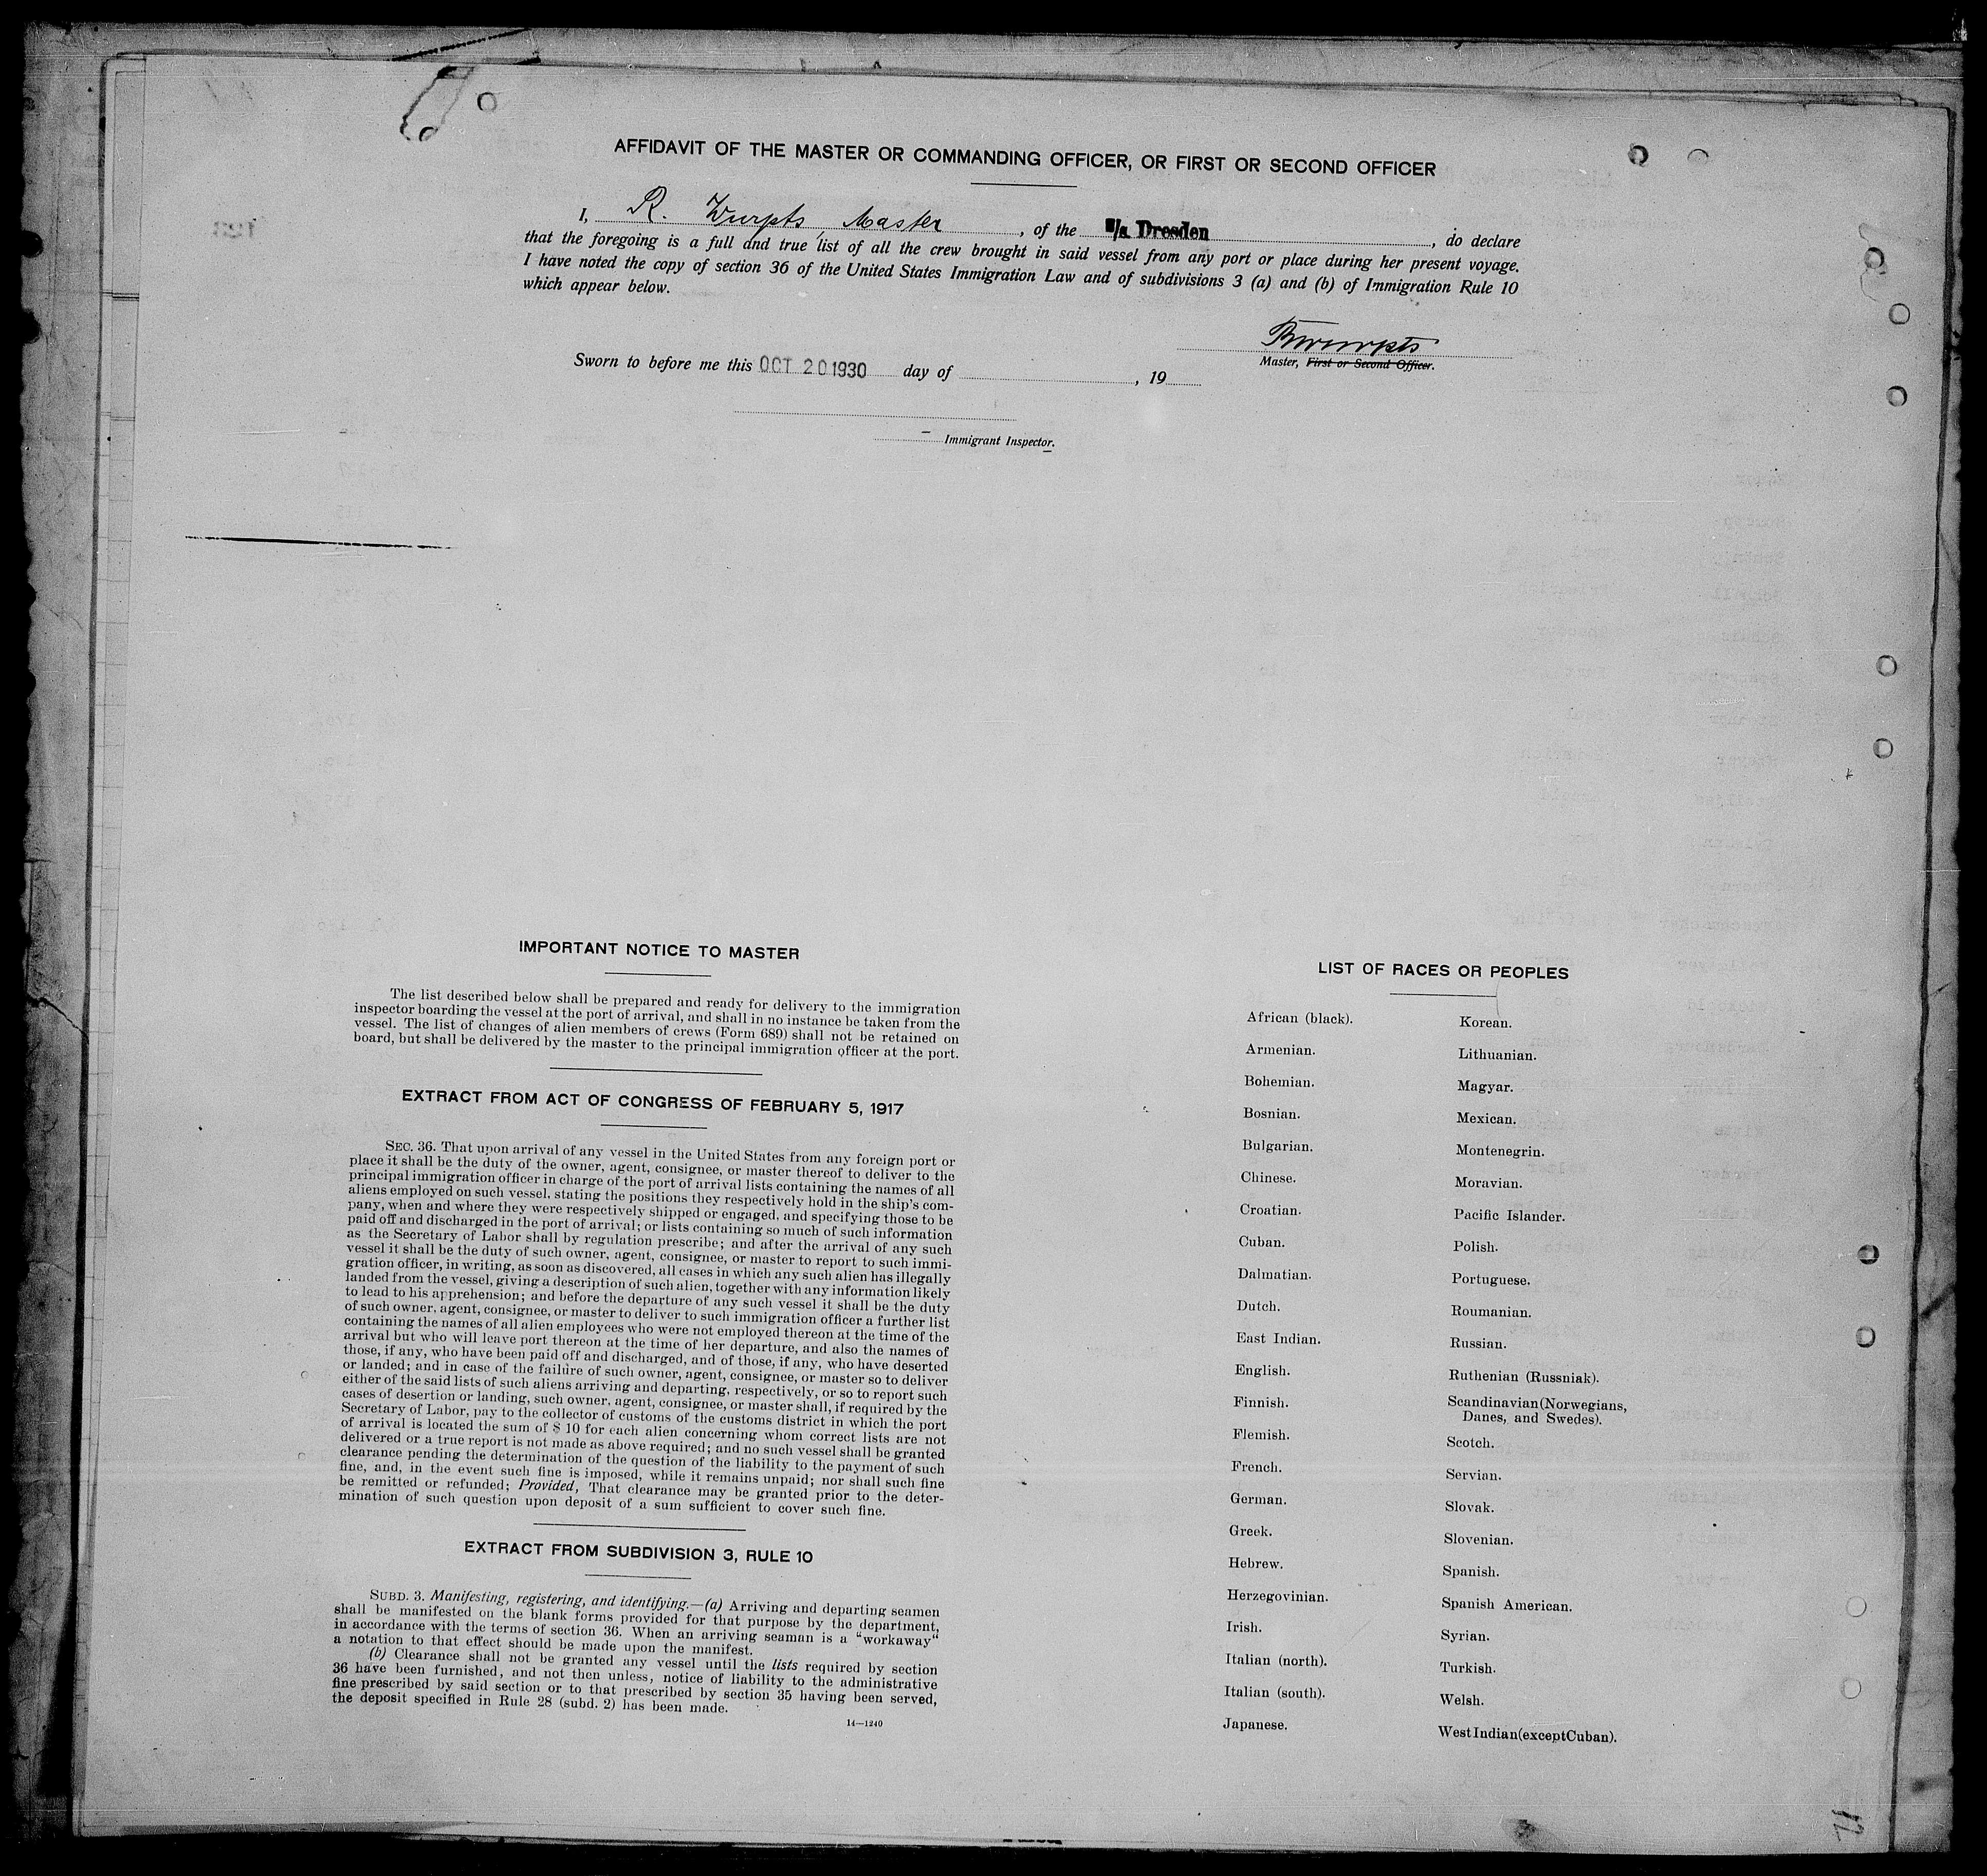 AFFIDAVIT OF THE MASTER OR COMMANDING OFFICER, OR FIRST OR SECOND OFFICER
I, R. Wurpts, Master, of the S/s. Dresden, do declare
that the foregoing is a full and true list of all the crew brought in said vessel from any port or place during her present voyage.
I have noted the copy of section 36 of the United States Immigration Law and of subdivisions 3 (a) and (b) of Immigration Rule 10
which appear below.
RWurpts
Master, First or Second Officer.
Sworn to before me this OCT 20 1930 day of , 19
Immigrant Inspector.
IMPORTANT NOTICE TO MASTER
The list described below shall be prepared and ready for delivery to the immigration
inspector boarding the vessel at the port of arrival, and shall in no instance be taken from the
vessel. The list of changes of alien members of crews (Form 689) shall not be retained on
board, but shall be delivered by the master to the principal immigration officer at the port.
EXTRACT FROM ACT OF CONGRESS OF FEBRUARY 5, 1917
SEC. 36. That upon arrival of any vessel in the United States from any foreign port or
place it shall be the duty of the owner, agent, consignee, or master thereof to deliver to the
principal immigration officer in charge of the port of arrival lists containing the names of all
aliens employed on such vessel, stating the positions they respectively hold in the ship's com-
pany, when and where they were respectively shipped or engaged, and specifying those to be
paid off and discharged in the port of arrival; or lists containing so much of such information
as the Secretary of Labor shall by regulation prescribe; and after the arrival of any such
vessel it shall be the duty of such owner, agent, consignee, or master to report to such immi-
gration officer, in writing, as soon as discovered, all cases in which any such alien has illegally
landed from the vessel, giving a description of such alien, together with any information likely
to lead to his apprehension; and before the departure of any such vessel it shall be the duty
of such owner, agent, consignee, or master to deliver to such immigration officer a further list
containing the names of all alien employees who were not employed thereon at the time of the
arrival but who will leave port thereon at the time of her departure, and also the names of
those, if any, who have been paid off and discharged, and of those, if any, who have deserted
or landed; and in case of the failure of such owner, agent, consignee, or master so to deliver
either of the said lists of such aliens arriving and departing, respectively, or so to report such
cases of desertion or landing, such owner, agent, consignee, or master shall, if required by the
Secretary of Labor, pay to the collector of customs of the customs district in which the port
of arrival is located the sum of $ 10 for each alien concerning whom correct lists are not
delivered or a true report is not made as above required; and no such vessel shall be granted
clearance pending the determination of the question of the liability to the payment of such
fine, and, in the event such fine is imposed, while it remains unpaid; nor shall such fine
be remitted or refunded; Provided, That clearance may be granted prior to the deter-
mination of such question upon deposit of a sum sufficient to cover such fine.
EXTRACT FROM SUBDIVISION 3, RULE 10
SUBD. 3. Manifesting, registering, and identifying.—(a) Arriving and departing seamen
shall be manifested on the blank forms provided for that purpose by the department,
in accordance with the terms of section 36. When an arriving seaman is a "workaway"
a notation to that effect should be made upon the manifest.
(b) Clearance shall not be granted any vessel until the lists required by section
36 have been furnished, and not then unless, notice of liability to the administrative
fine prescribed by said section or to that prescribed by section 35 having been served,
the deposit specified in Rule 28 (subd. 2) has been made.
14—1240
LIST OF RACES OR PEOPLES
African (black).
Armenian.
Bohemian.
Bosnian.
Bulgarian.
Chinese.
Croatian.
Cuban.
Dalmatian.
Dutch.
East Indian.
English.
Finnish.
Flemish.
French.
German.
Greek.
Hebrew.
Herzegovinian.
Irish.
Italian (north).
Italian (south).
Japanese.
Korean.
Lithuanian.
Magyar.
Mexican.
Montenegrin.
Moravian.
Pacific Islander.
Polish.
Portuguese.
Roumanian.
Russian.
Ruthenian (Russniak).
Scandinavian (Norwegians,
Danes, and Swedes).
Scotch.
Servian.
Slovak.
Slovenian.
Spanish.
Spanish American.
Syrian.
Turkish.
Welsh.
West Indian (except Cuban).